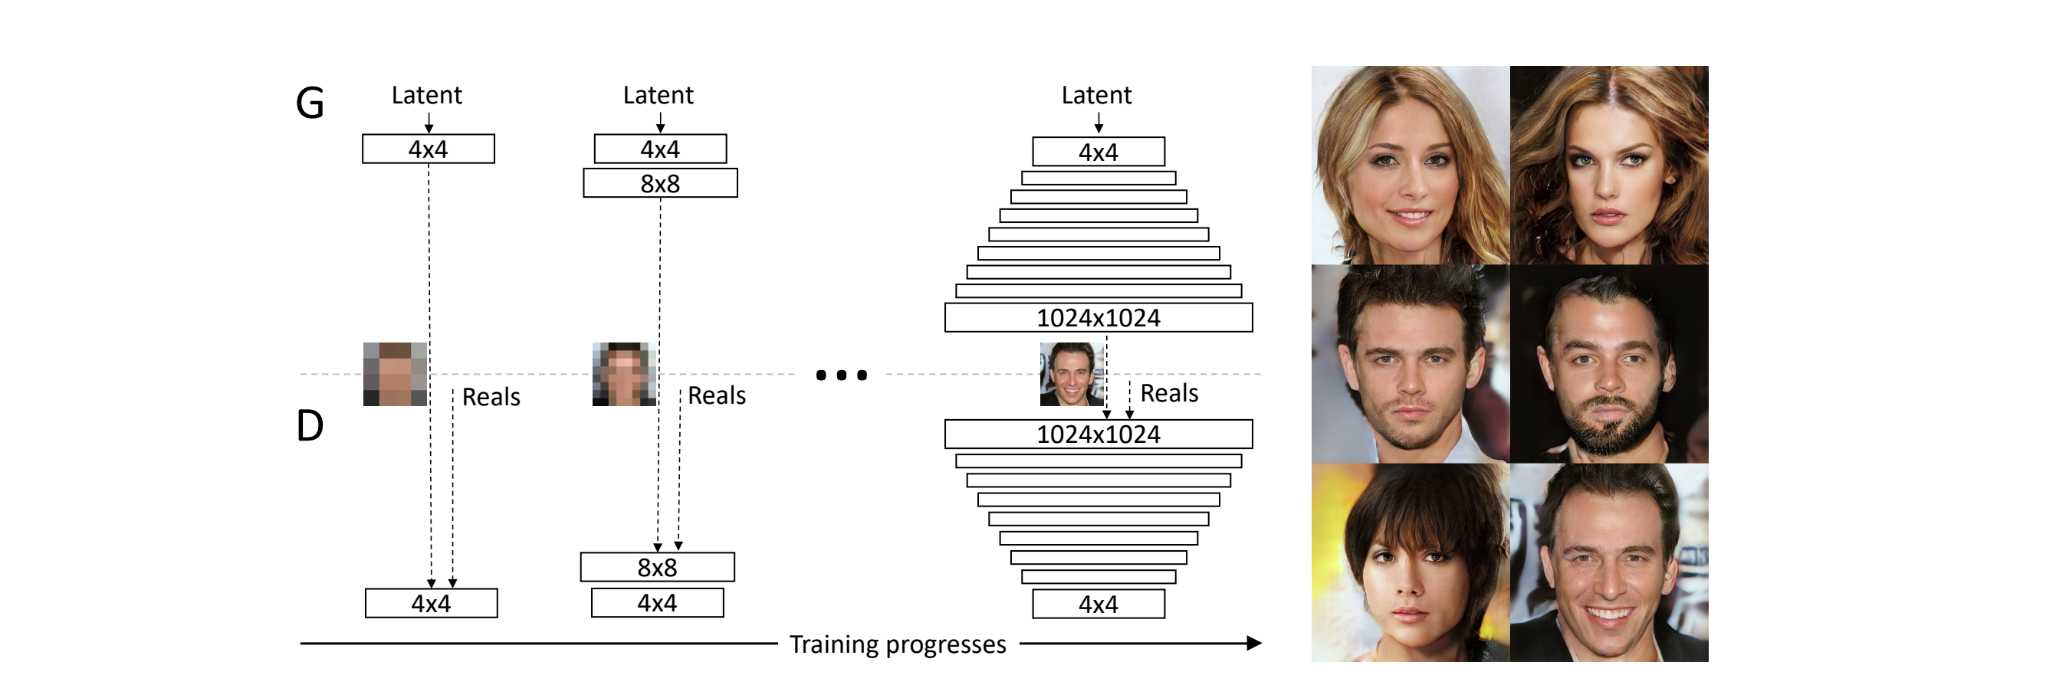 G
Latent
Latent
Latent
4x4
4x4
4x4
8x8
1024x1024
Reals
Reals
Reals
D
1024x1024
8x8
4x4
4x4
4x4
Training progresses